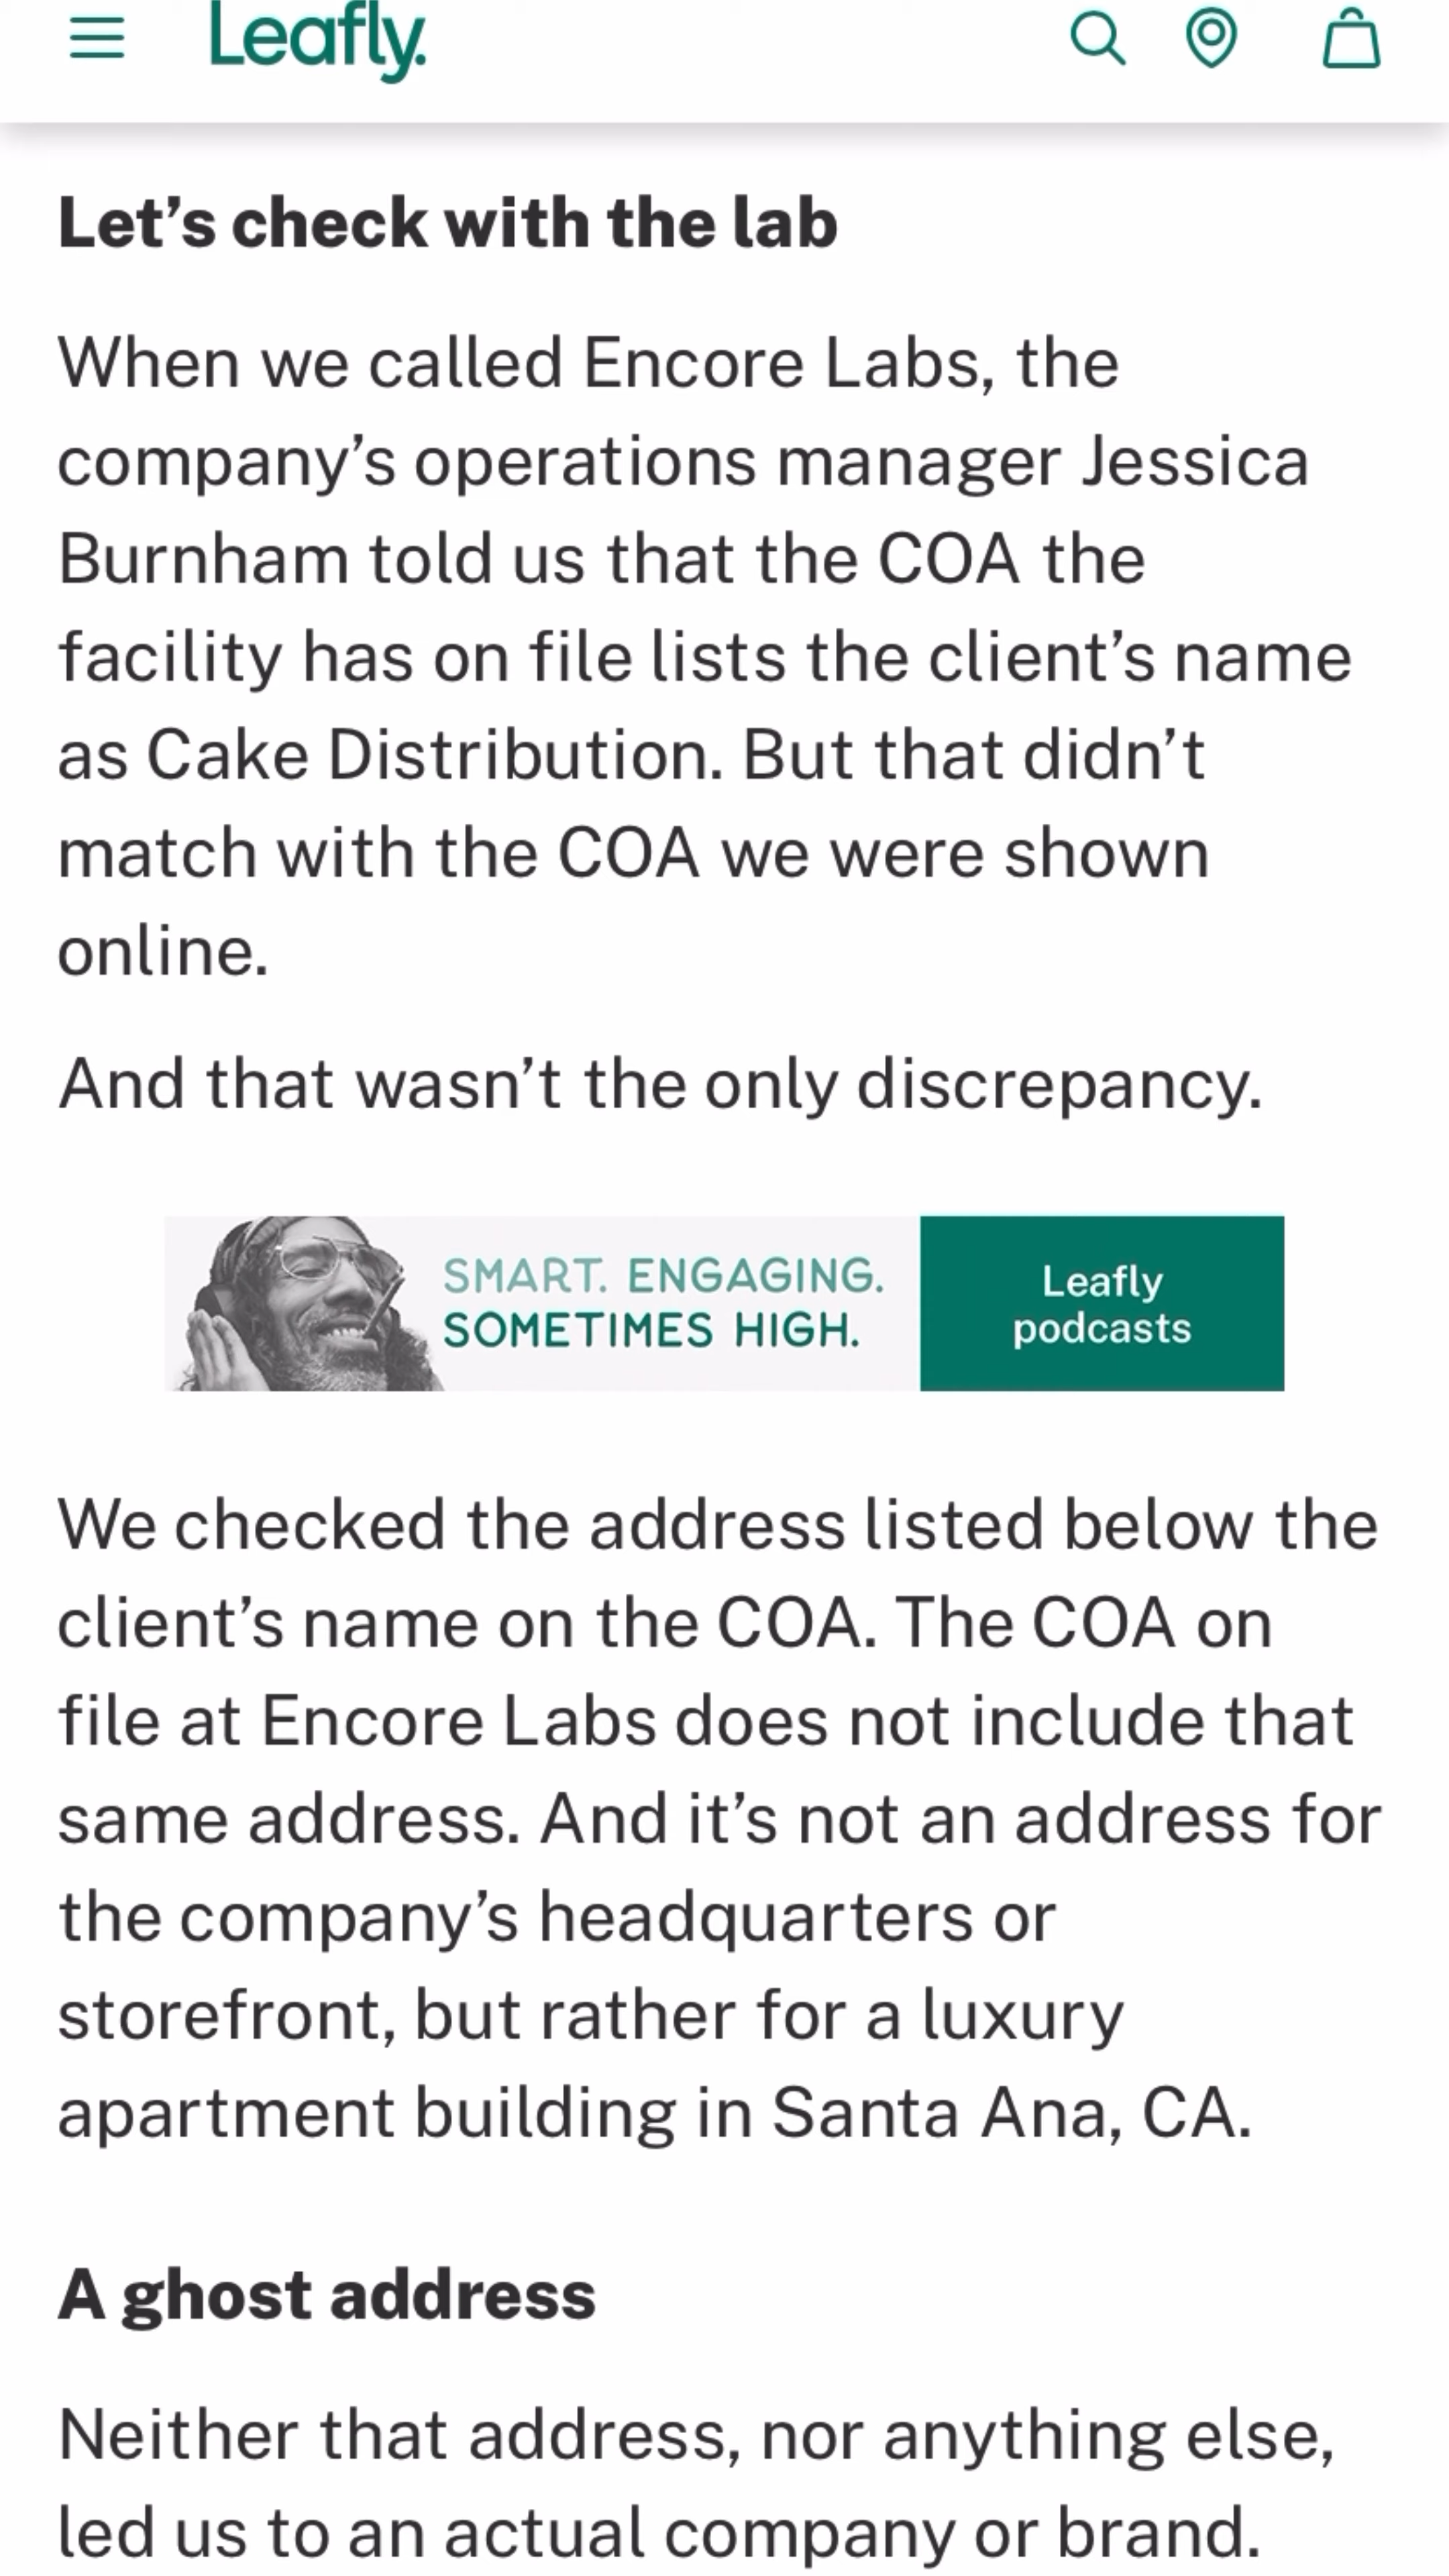 Leafly.
Let’s check with the lab
When we called Encore Labs, the
company’s operations manager Jessica
Burnham told us that the COA the
facility has on file lists the client’s name
as Cake Distribution. But that didn’t
match with the COA we were shown
online.
And that wasn’t the only discrepancy.
SMART. ENGAGING.
SOMETIMES HIGH.
Leafly
podcasts
We checked the address listed below the
client’s name on the COA. The COA on
file at Encore Labs does not include that
same address. And it’s not an address for
the company’s headquarters or
storefront, but rather for a luxury
apartment building in Santa Ana, CA.
A ghost address
Neither that address, nor anything else,
led us to an actual company or brand.